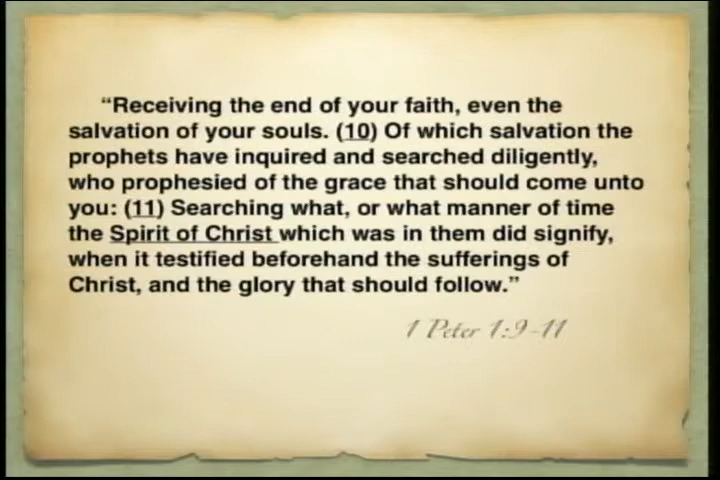 “Receiving the end of your faith, even the
salvation of your souls. (10) Of which salvation the
prophets have inquired and searched diligently,
who prophesied of the grace that should come unto
you: (11) Searching what, or what manner of time
the Spirit of Christ which was in them did signify,
when it testified beforehand the sufferings of
Christ, and the glory that should follow.”
1 Peter 1:9-11